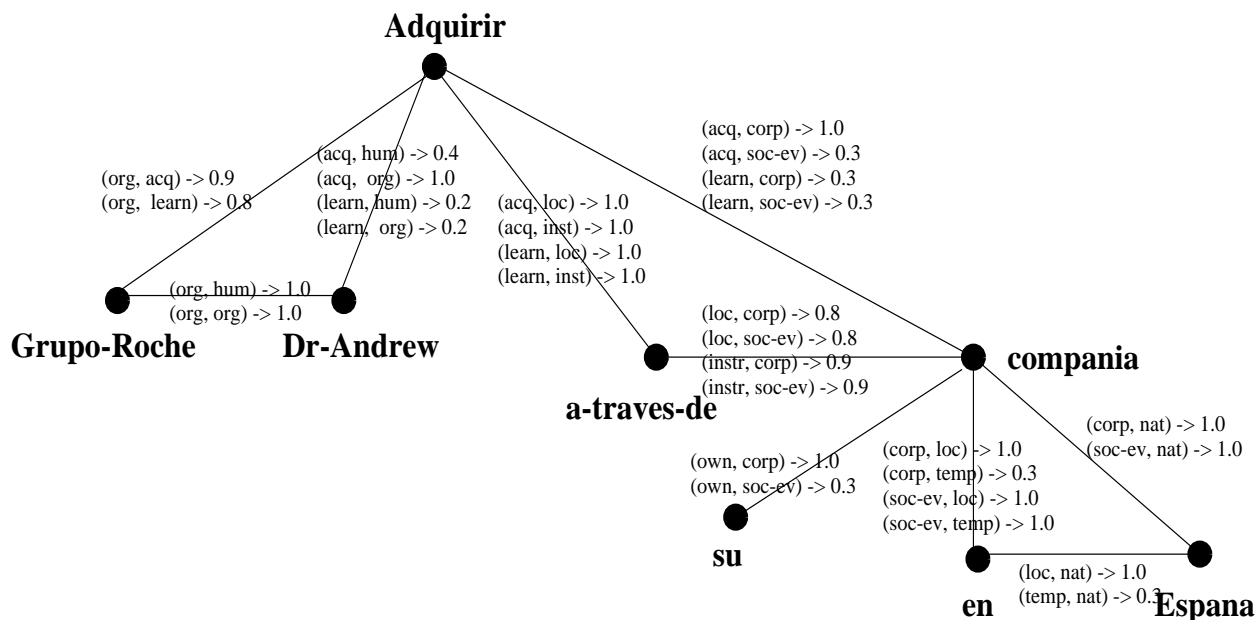 Adquirir
(acq, corp) -> 1.0
(acq, soc-ev) -> 0.3
(learn, corp) -> 0.3
(learn, soc-ev) -> 0.3
(acq, hum) -> 0.4
(acq, org) -> 1.0
(learn, hum) -> 0.2
(learn, org) -> 0.2
(org, acq) -> 0.9
(org, learn) -> 0.8
(acq, loc) -> 1.0
(acq, inst) -> 1.0
(learn, loc) -> 1.0
(learn, inst) -> 1.0
(org, hum) -> 1.0
(org, org) -> 1.0
Grupo-Roche
Dr-Andrew
(loc, corp) -> 0.8
(loc, soc-ev) -> 0.8
(instr, corp) -> 0.9
(instr, soc-ev) -> 0.9
compania
a-traves-de
(corp, nat) -> 1.0
(soc-ev, nat) -> 1.0
(own, corp) -> 1.0
(own, soc-ev) -> 0.3
(corp, loc) -> 1.0
(corp, temp) -> 0.3
(soc-ev, loc) -> 1.0
(soc-ev, temp) -> 1.0
su
(loc, nat) -> 1.0
(temp, nat) -> 0.3
en
Espana